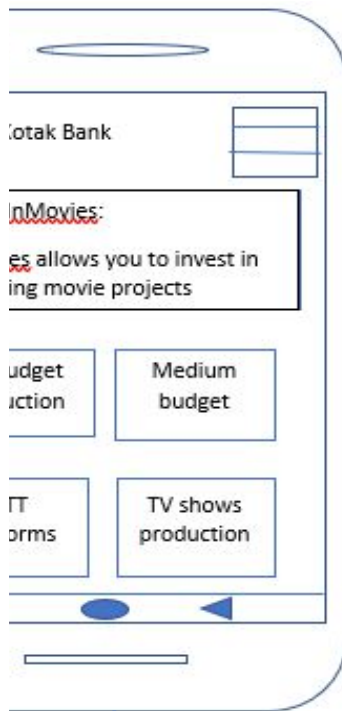 Kotak Bank
InMovies:
es allows you to invest in
ing movie projects
udget
uction
Medium
budget
TT
orms
TV shows
production